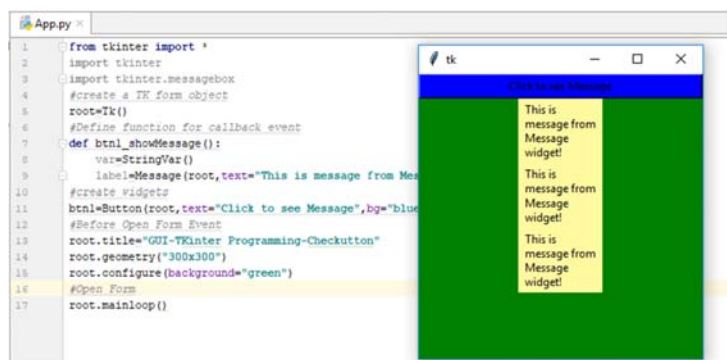 App.py
1 from tkinter import *
2 import tkinter
3 import tkinter.messagebox
4 #create a TK form object
5 root=Tk()
6 #Define function for callback event
7 def btn1_showMessage():
8 var=StringVar()
9 label=Message(root,text="This is message from Mes
10 #create widgets
11 btn1=Button(root,text="Click to see Message",bg="blue
12 #Before Open Form Event
13 root.title="GUI-TKinter Programming-Checkutton"
14 root.geometry("300x300")
15 root.configure(background="green")
16 #Open Form
17 root.mainloop()
tk
Click to see Message
This is
message from
Message
widget!
This is
message from
Message
widget!
This is
message from
Message
widget!